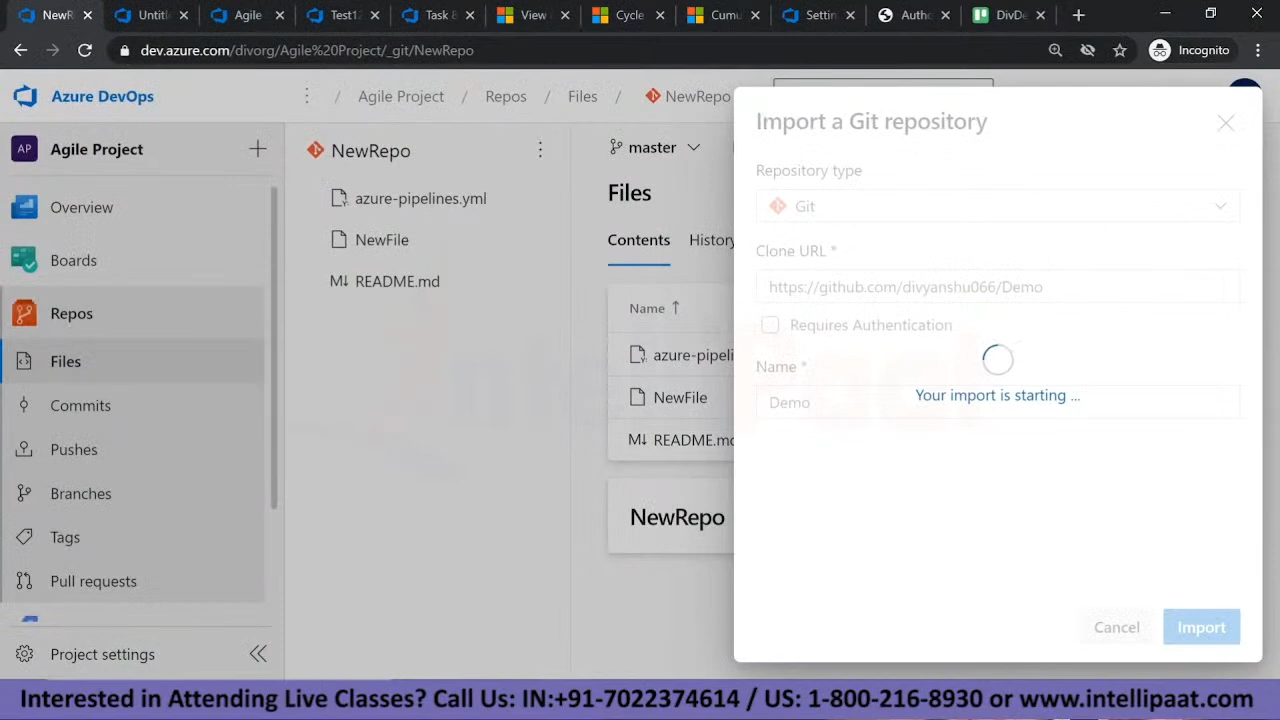 NewR
Untitl
Agile
Test12
Task 8
View
Cycle
Cumu
Settin
Autho
DivDe
dev.azure.com/divorg/Agile%20Project/_git/NewRepo
Incognito
Azure DevOps
/ Agile Project / Repos / Files / NewRepo
AP Agile Project
Overview
Boards
Repos
Files
Commits
Pushes
Branches
Tags
Pull requests
Project settings
NewRepo
azure-pipelines.yml
NewFile
README.md
master
Files
Contents History
Name
azure-pipeli
NewFile
README.md
NewRepo
Import a Git repository
Repository type
Git
Clone URL *
https://github.com/divyanshu066/Demo
Requires Authentication
Name *
Your import is starting ...
Demo
Cancel Import
Interested in Attending Live Classes? Call Us: IN:+91-7022374614 / US: 1-800-216-8930 or www.intellipaat.com